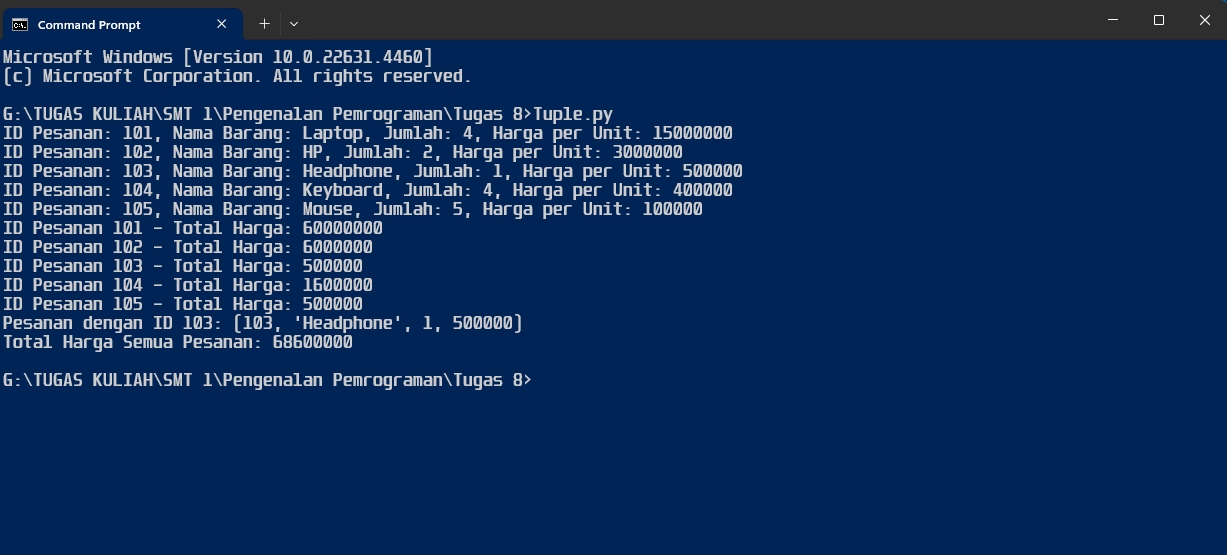 Command Prompt
Microsoft Windows [Version 10.0.22631.4460]
(c) Microsoft Corporation. All rights reserved.
G:\TUGAS KULIAH\SMT 1\Pengenalan Pemrograman\Tugas 8>Tuple.py
ID Pesanan: 101, Nama Barang: Laptop, Jumlah: 4, Harga per Unit: 15000000
ID Pesanan: 102, Nama Barang: HP, Jumlah: 2, Harga per Unit: 3000000
ID Pesanan: 103, Nama Barang: Headphone, Jumlah: 1, Harga per Unit: 500000
ID Pesanan: 104, Nama Barang: Keyboard, Jumlah: 4, Harga per Unit: 400000
ID Pesanan: 105, Nama Barang: Mouse, Jumlah: 5, Harga per Unit: 100000
ID Pesanan 101 - Total Harga: 60000000
ID Pesanan 102 - Total Harga: 6000000
ID Pesanan 103 - Total Harga: 500000
ID Pesanan 104 - Total Harga: 1600000
ID Pesanan 105 - Total Harga: 500000
Pesanan dengan ID 103: (103, 'Headphone', 1, 500000)
Total Harga Semua Pesanan: 68600000
G:\TUGAS KULIAH\SMT 1\Pengenalan Pemrograman\Tugas 8>